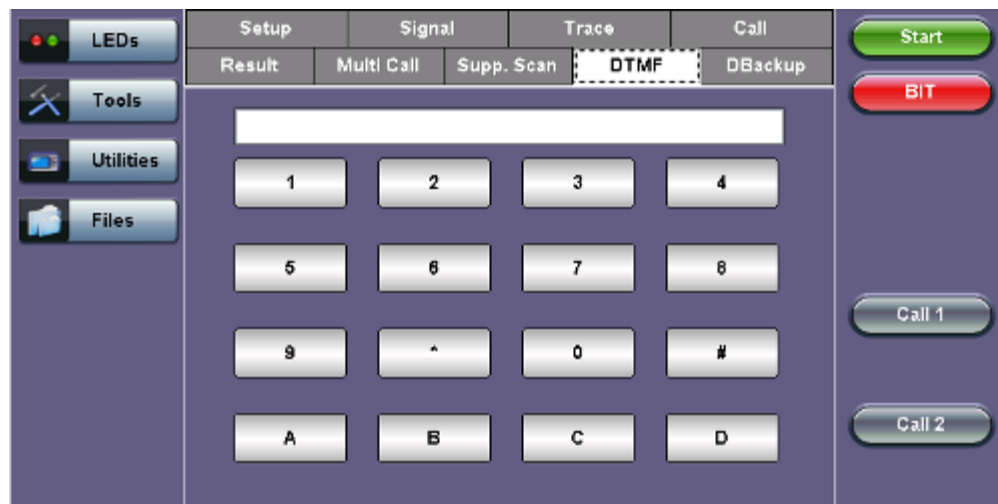 LEDs
Tools
Utilities
Files
Setup Signal Trace Call
Result Multi Call Supp. Scan DTMF DBackup
1 2 3 4
5 6 7 8
9 * 0 #
A B C D
Start
BIT
Call 1
Call 2